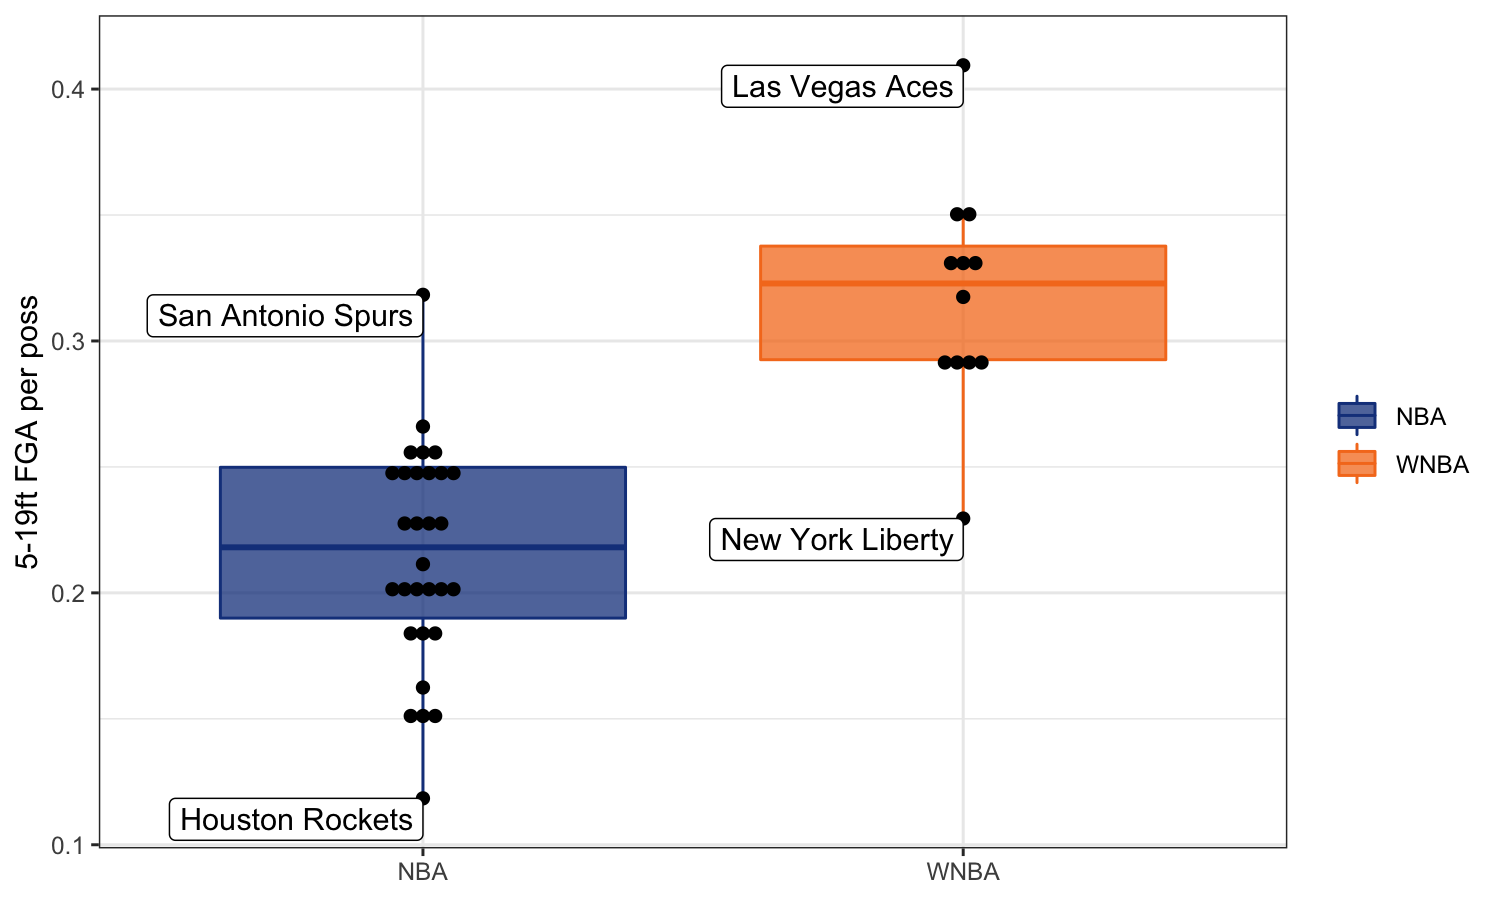 5-19ft FGA per poss
0.4
0.3
0.2
0.1
Las Vegas Aces
San Antonio Spurs
New York Liberty
Houston Rockets
NBA
WNBA
NBA
WNBA